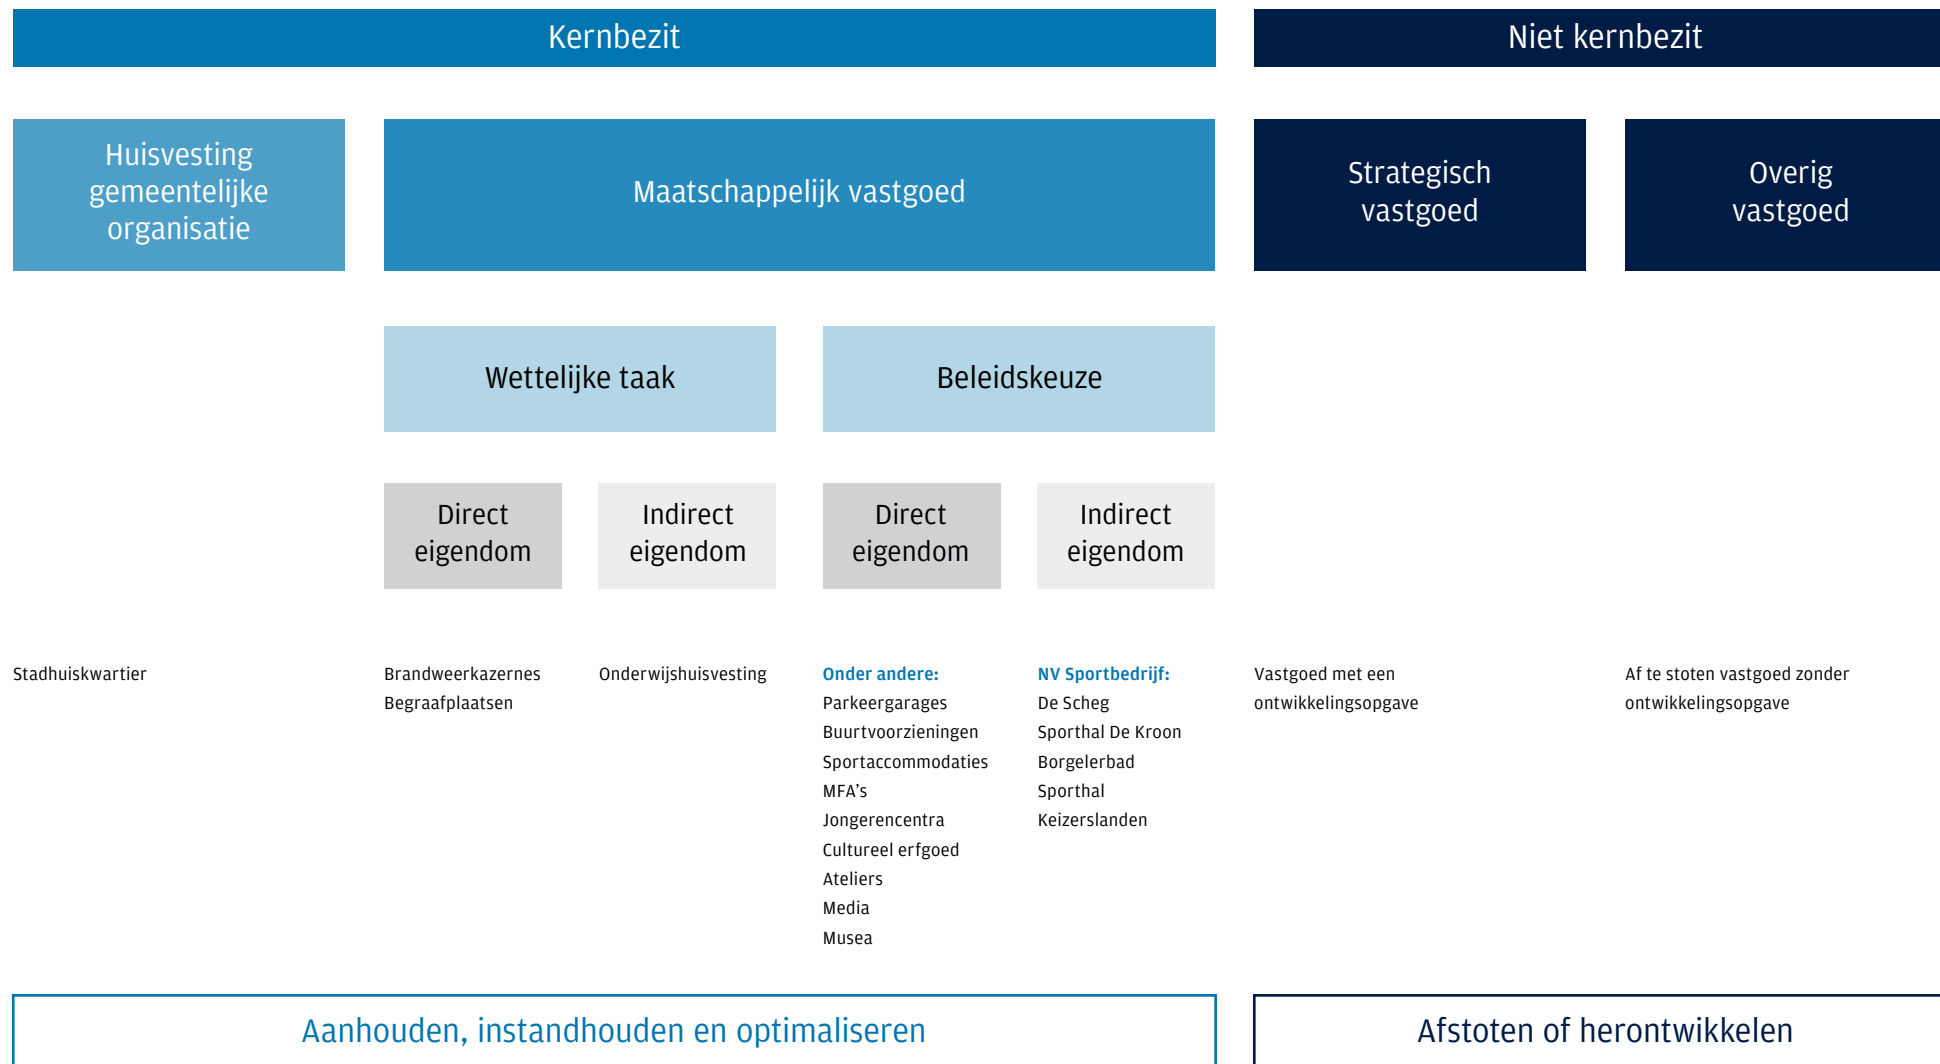 Kernbezit
Niet kernbezit
Huisvesting
gemeentelijke
organisatie
Maatschappelijk vastgoed
Strategisch
vastgoed
Overig
vastgoed
Wettelijke taak
Beleidskeuze
Direct
eigendom
Indirect
eigendom
Direct
eigendom
Indirect
eigendom
Stadhuiskwartier
Brandweerkazernes
Begraafplaatsen
Onderwijshuisvesting
Onder andere:
Parkeergarages
Buurtvoorzieningen
Sportaccommodaties
MFA's
Jongerencentra
Cultureel erfgoed
Ateliers
Media
Musea
NV Sportbedrijf:
De Scheg
Sporthal De Kroon
Borgelerbad
Sporthal
Keizerslanden
Vastgoed met een
ontwikkelingsopgave
Af te stoten vastgoed zonder
ontwikkelingsopgave
Aanhouden, instandhouden en optimaliseren
Afstoten of herontwikkelen